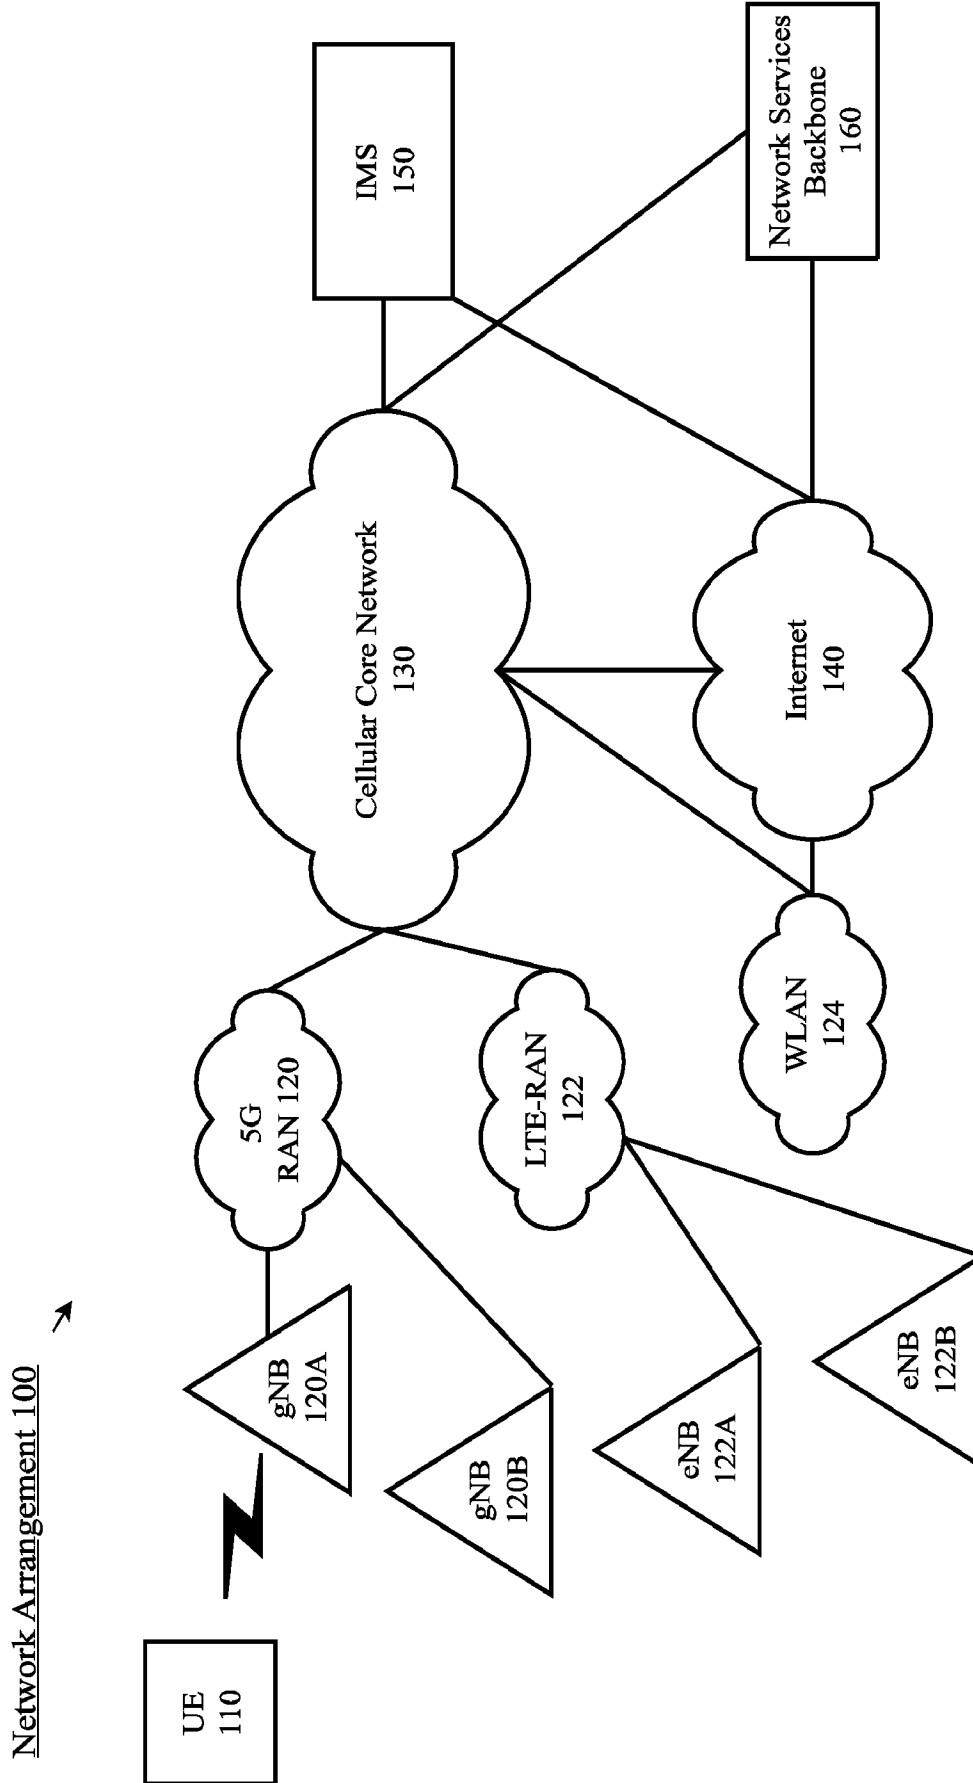 Network Arrangement 100
UE
110
gNB
120A
gNB
120B
eNB
122A
eNB
122B
5G
RAN 120
LTE-RAN
122
WLAN
124
Cellular Core Network
130
Internet
140
IMS
150
Network Services
Backbone
160